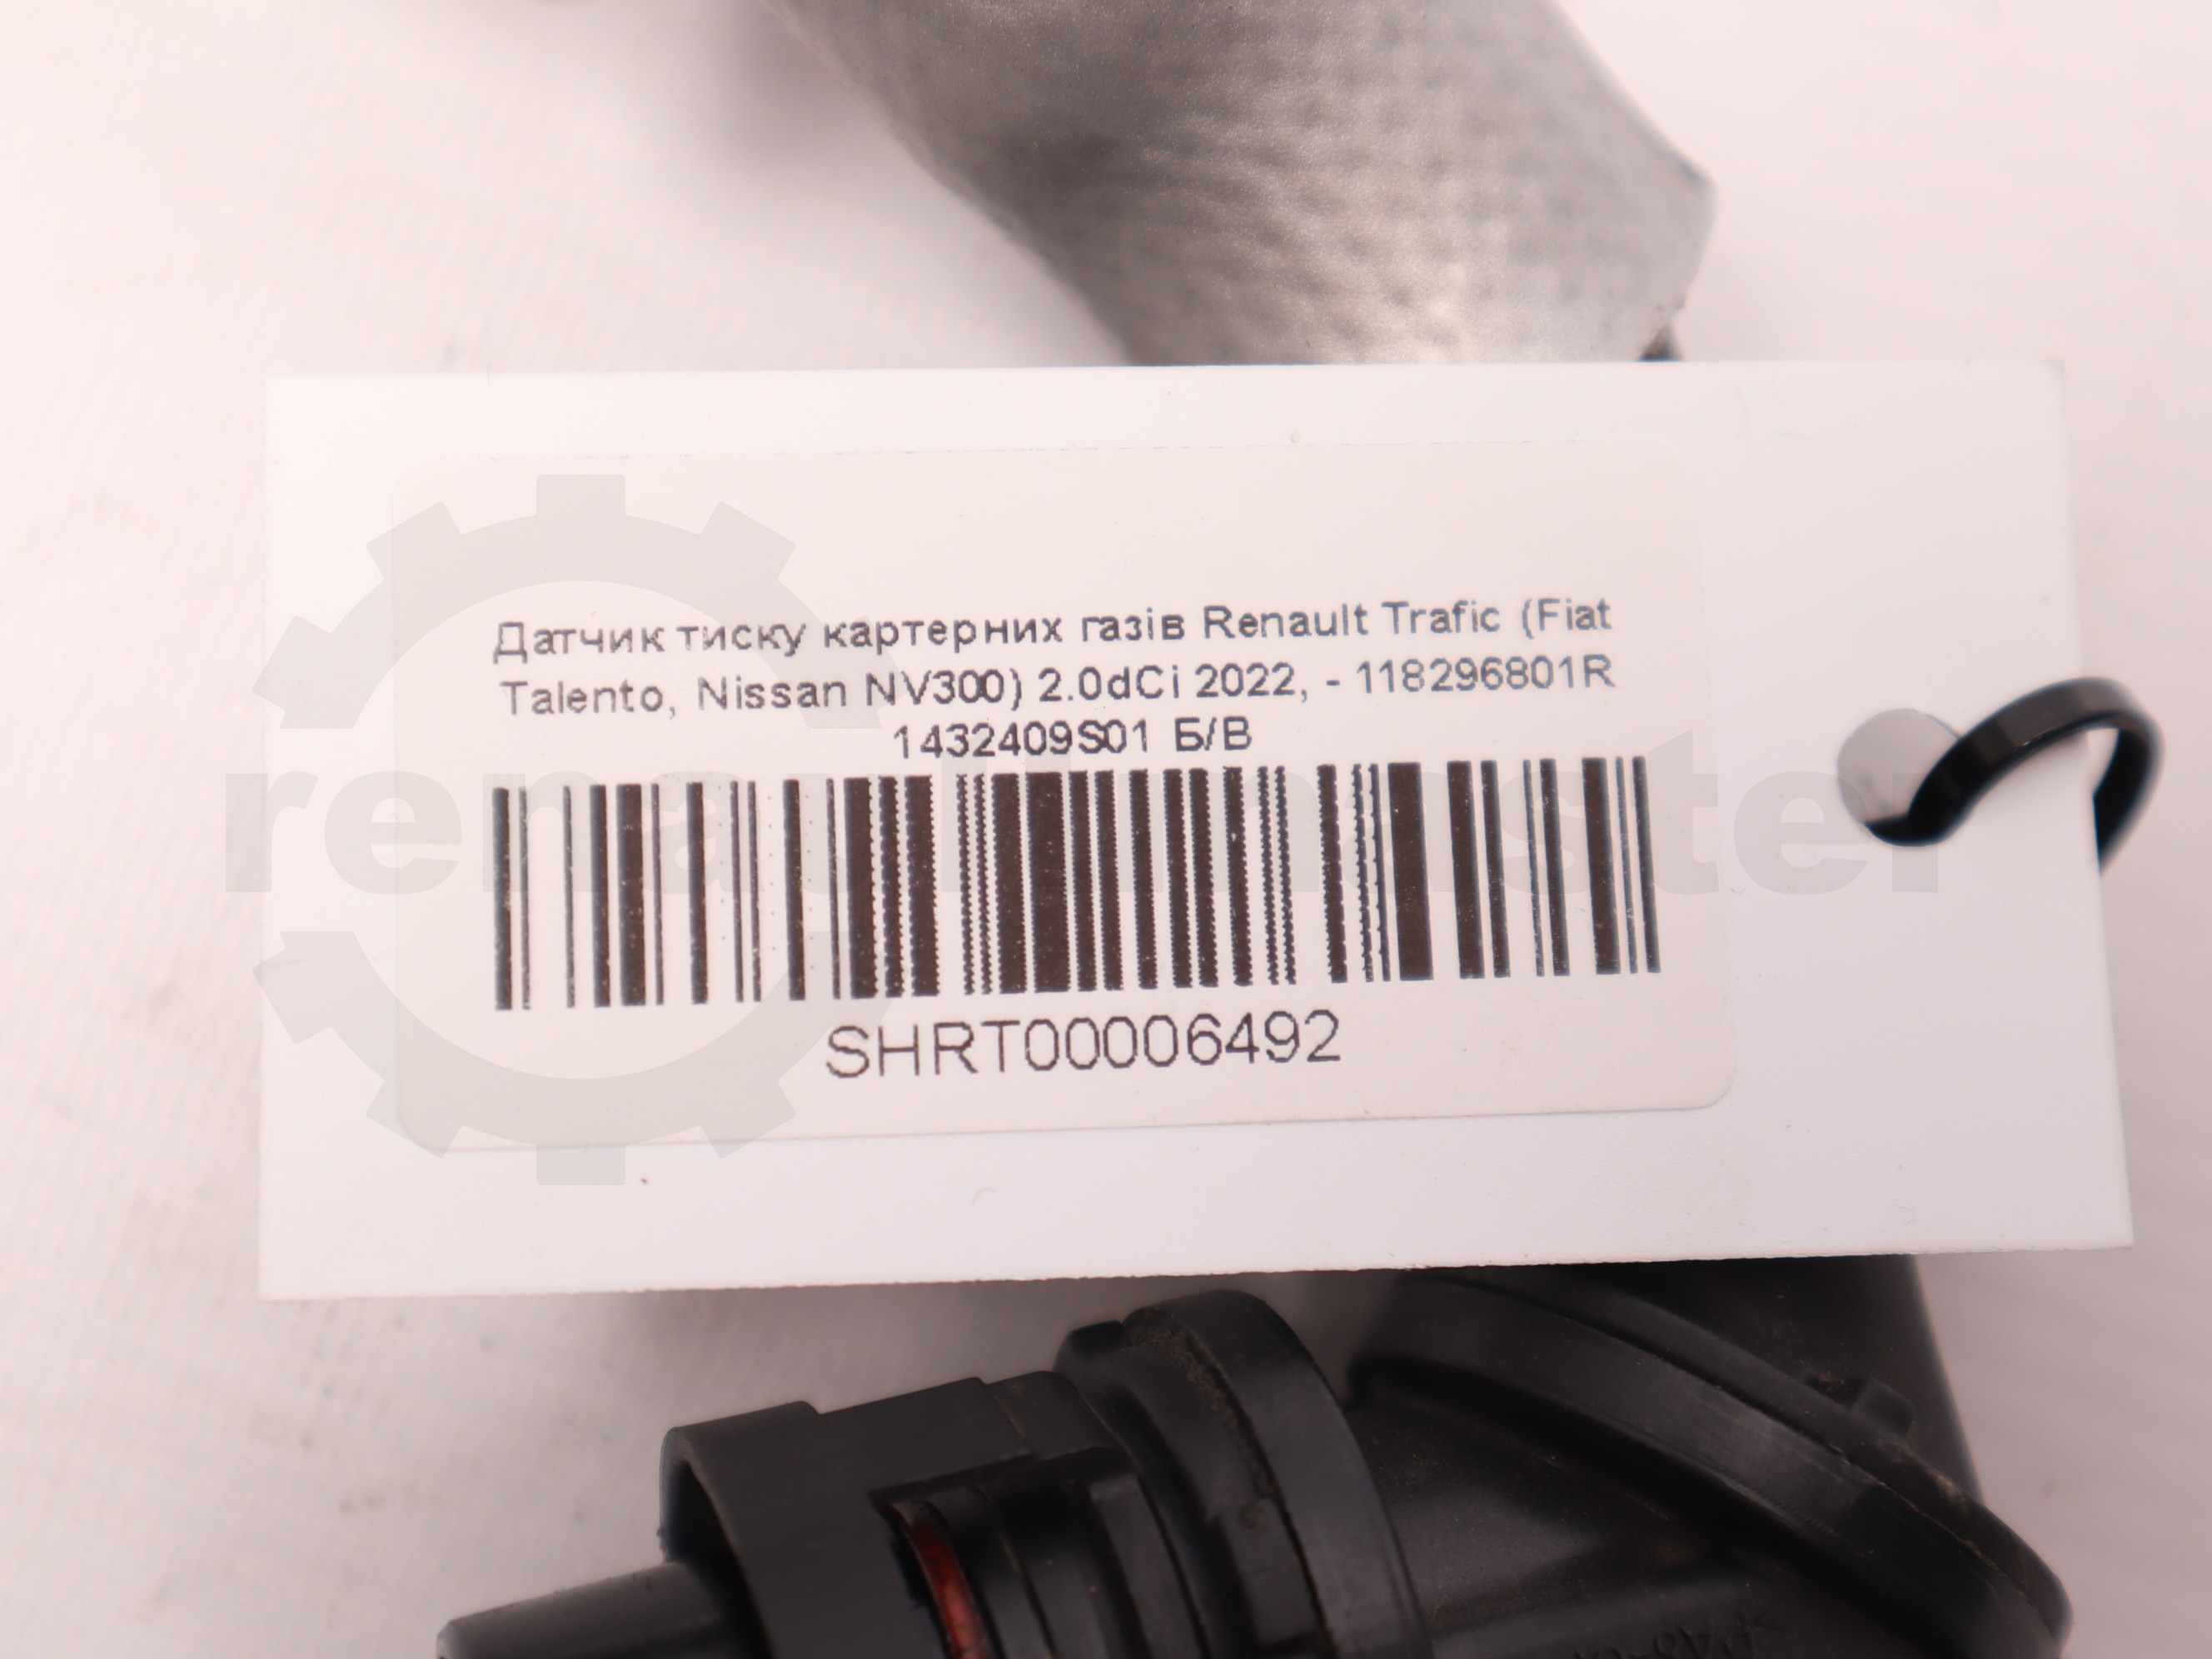 Датчик тиску картерних газів Renault Trafic (Fiat
Talento, Nissan NV300) 2.0dCi 2022, - 118296801R
1432409S01 Б/В
SHRT00006492